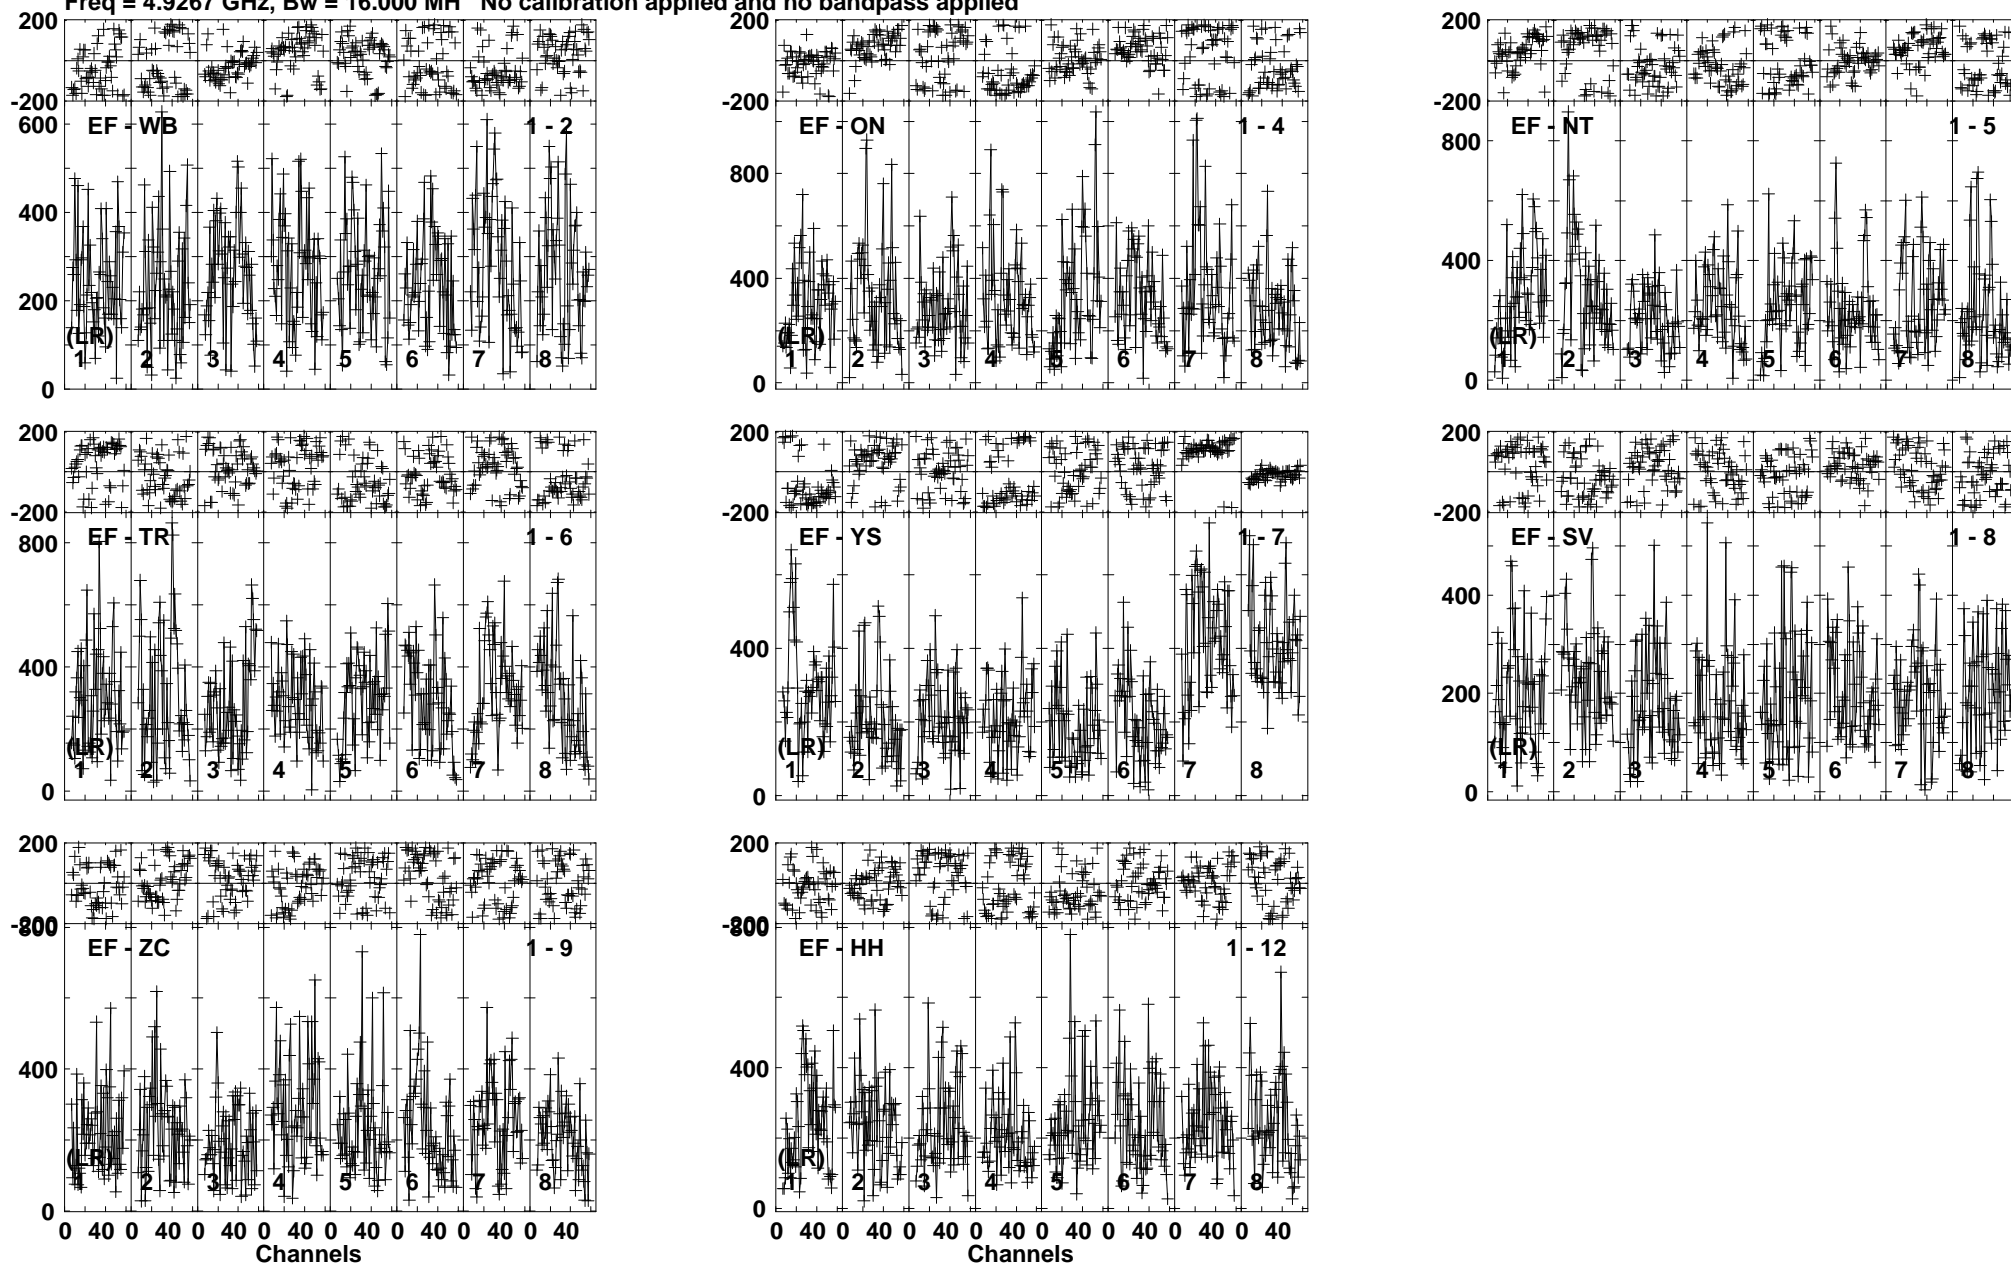 Freq = 4.9267 GHz, Bw = 16.000 MH No calibration applied and no bandpass applied
200 200 200
-200 -200 -200
600 EF - WB 1 - 2 EF - ON 1 - 4 EF - NT 1 - 5
800 800
400 400 400
200
(LR) (LR) (LR)
1 2 3 4 5 6 7 8 1 2 3 4 5 6 7 8 1 2 3 4 5 6 7 8
0 0 0
200 200 200
-200 -200 -200
800 EF - TR 1 - 6 EF - YS 1 - 7 EF - SV 1 - 8
400 400 400
200
(LR) (LR) (LR)
1 2 3 4 5 6 7 8 1 2 3 4 5 6 7 8 1 2 3 4 5 6 7 8
0 0 0
200 200
-200 -200
800 EF - ZC 1 - 9 800 EF - HH 1 - 12
400 400
(LR) (LR)
1 2 3 4 5 6 7 8 1 2 3 4 5 6 7 8
0 0
0 40 0 40 0 40 0 40 0 40 0 40 0 40 0 40 0 40 0 40 0 40 0 40 0 40 0 40 0 40 0 40
Channels Channels